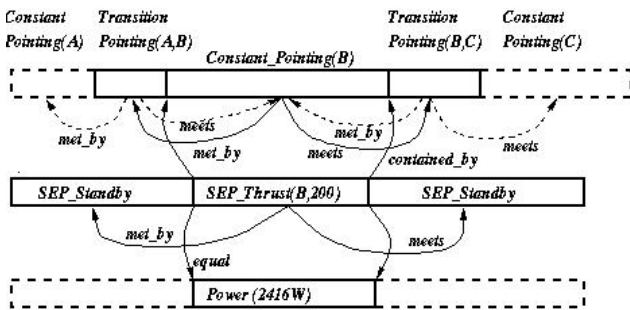 Constant Pointing(A)
Transition Pointing(A,B)
Constant_Pointing(B)
Transition Pointing(B,C)
Constant Pointing(C)
met_by
meets
met_by
meets
met_by
contained_by
meets
SEP_Standby
SEP_Thrust(B,200)
SEP_Standby
met_by
meets
equal
Power (2416W)